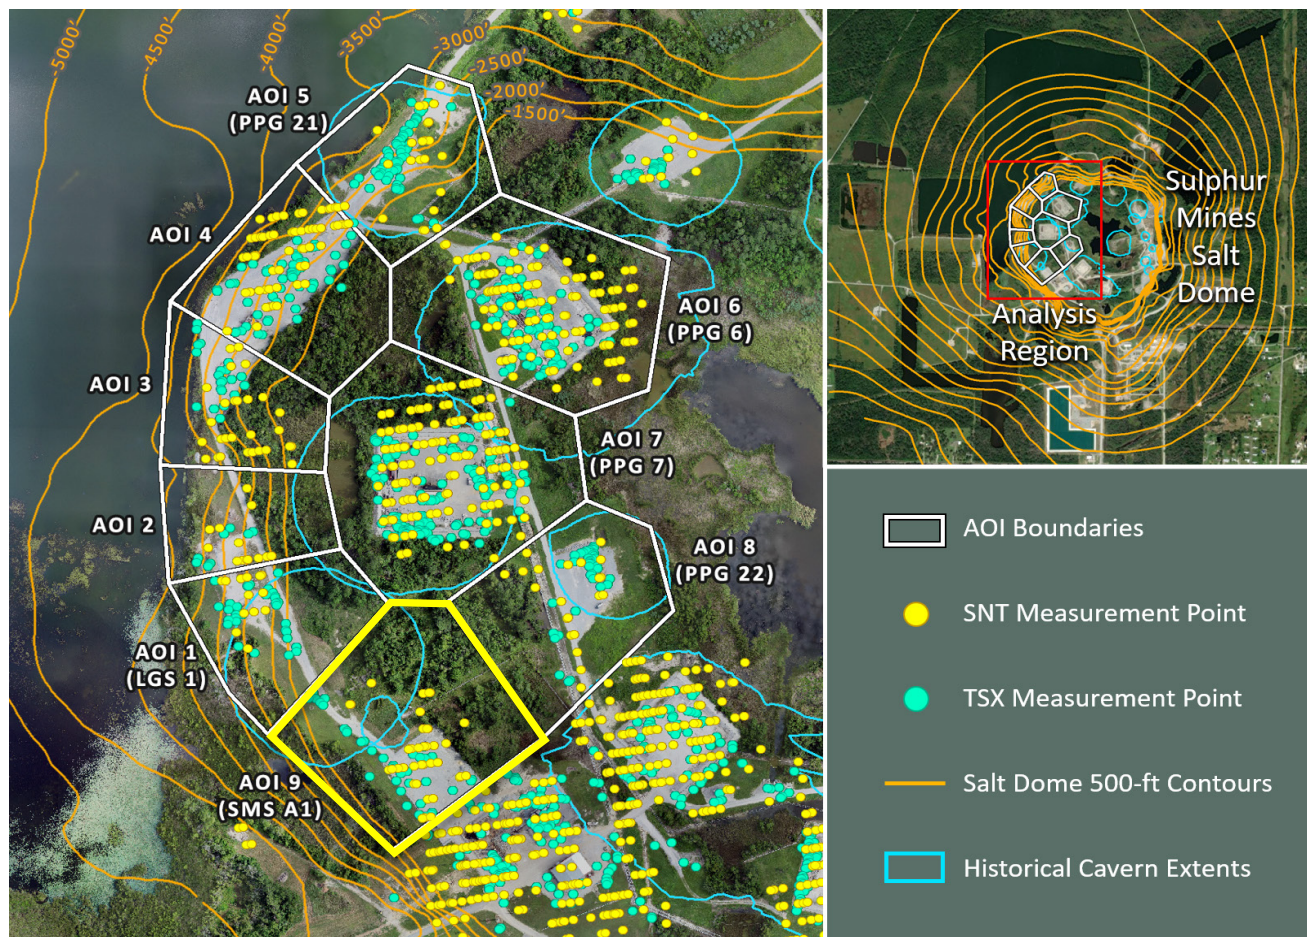 -5000'
-4500'
-4000'
-3500'
-3000'
-2500'
-2000'
-1500'
AOI 5
(PPG 21)
AOI 4
AOI 6
(PPG 6)
AOI 3
AOI 7
(PPG 7)
AOI 2
AOI 8
(PPG 22)
AOI 1
(LGS 1)
AOI 9
(SMS A1)
Sulphur
Mines
Salt
Dome
Analysis
Region
AOI Boundaries
SNT Measurement Point
TSX Measurement Point
Salt Dome 500-ft Contours
Historical Cavern Extents